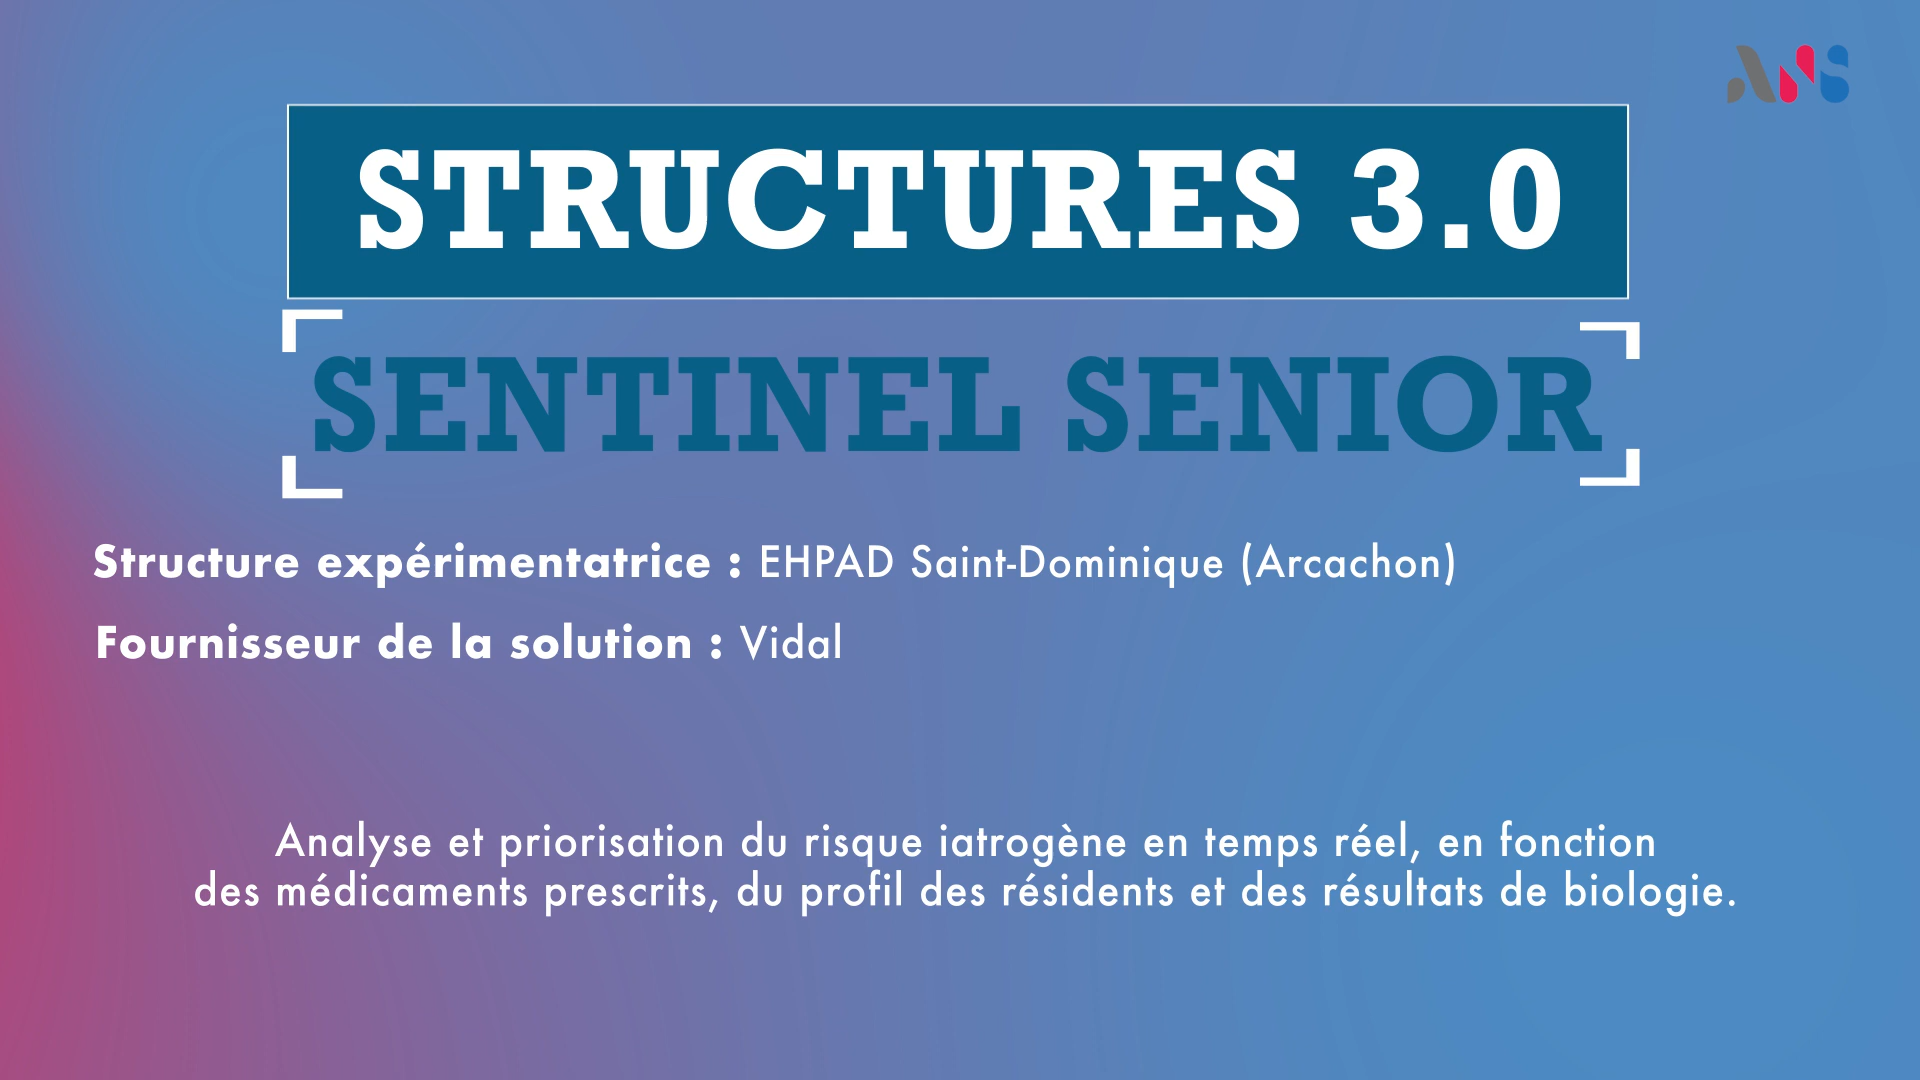 ANS
STRUCTURES 3.0
SENTINEL SENIOR
Structure expérimentatrice : EHPAD Saint-Dominique (Arcachon)
Fournisseur de la solution : Vidal
Analyse et priorisation du risque iatrogène en temps réel, en fonction
des médicaments prescrits, du profil des résidents et des résultats de biologie.